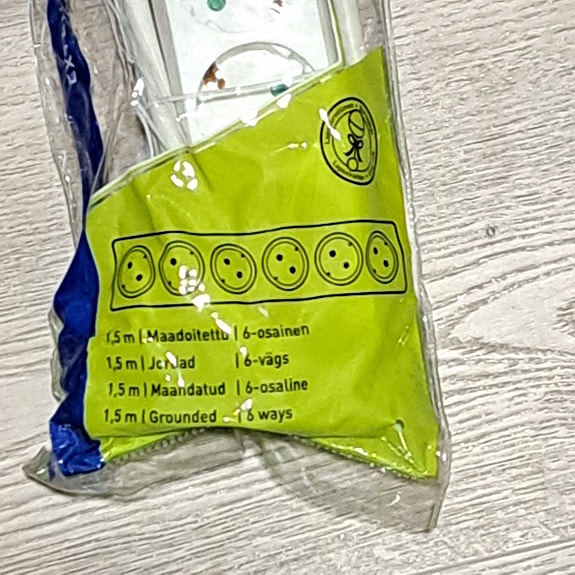 1,5 m | Maadoitettu | 6-osainen
1,5 m | Jordad | 6-vägs
1,5 m | Maandatud | 6-osaline
1,5 m | Grounded | 6 ways